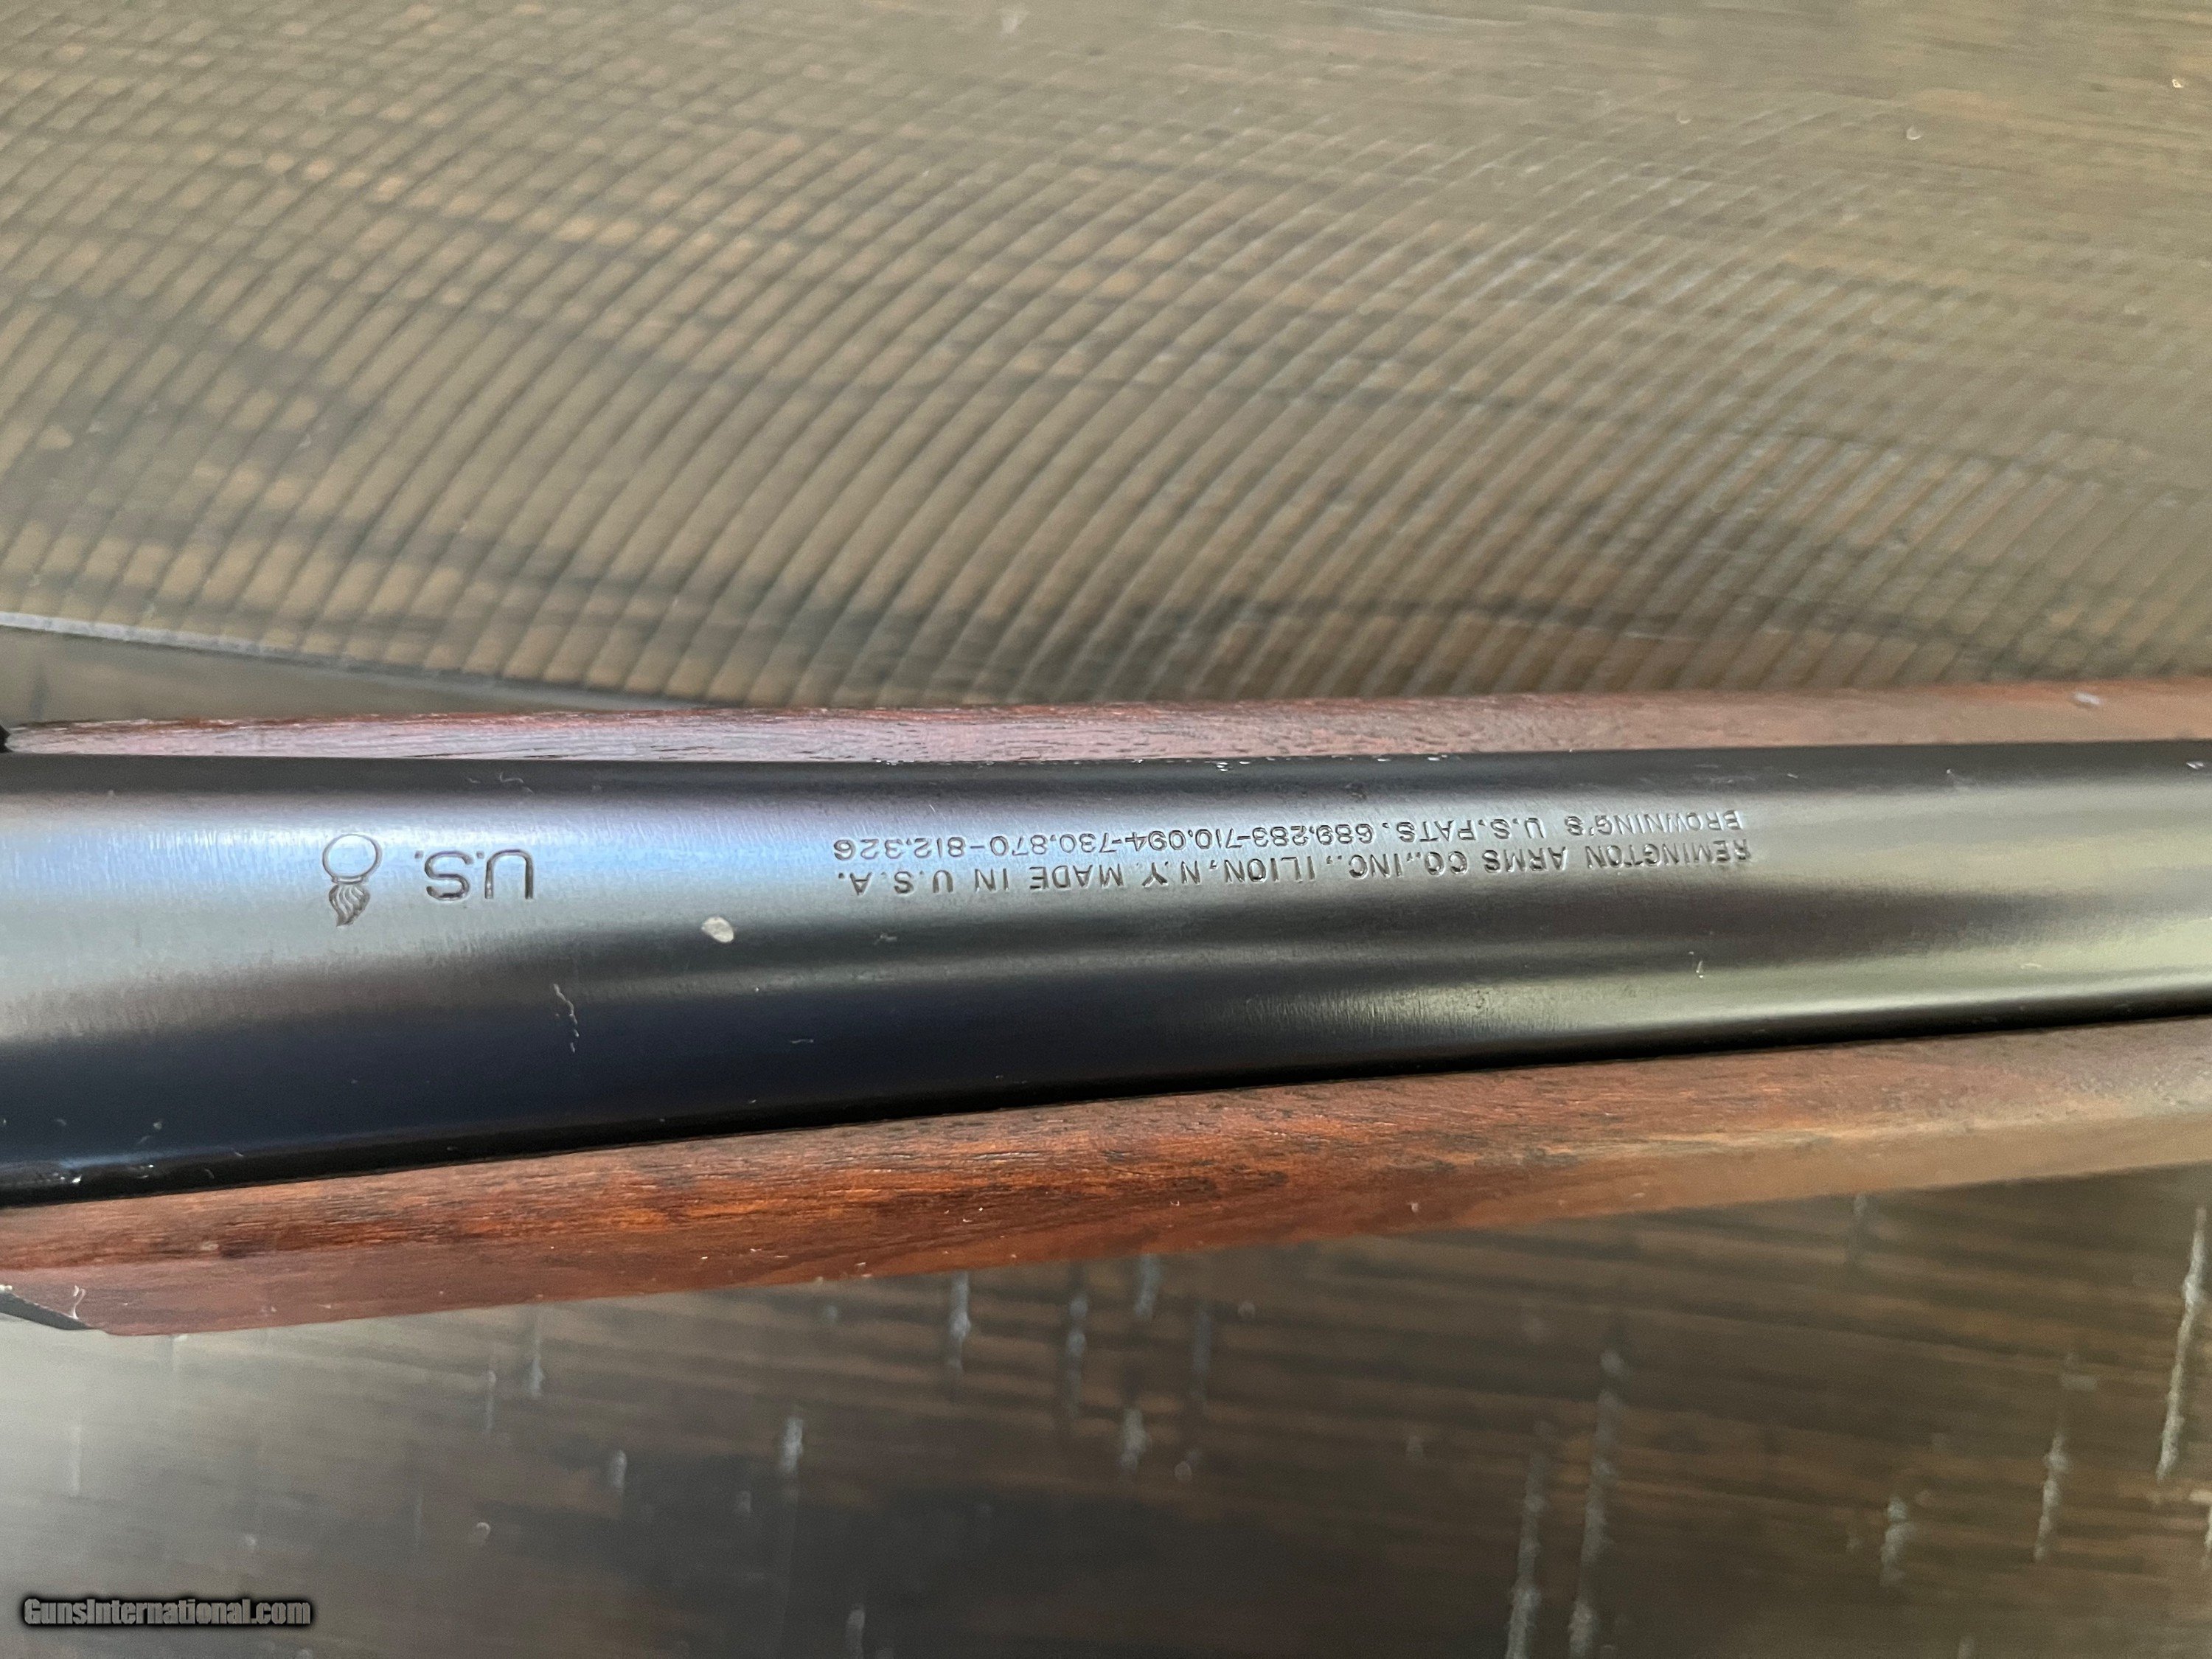 REMINGTON ARMS CO., INC., ILION, N.Y. MADE IN U.S.A.
BROWNING'S U.S. PATS. 689,283-710,094-730,870-812,326
U.S.
GunsInternational.com